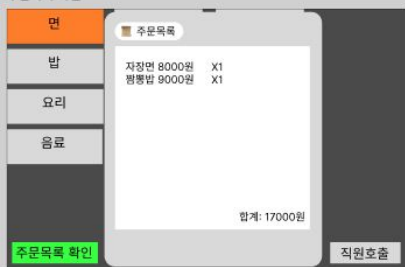 면
밥
요리
음료
주문목록 확인
주문목록
자장면 8000원 X1
짬뽕밥 9000원 X1
합계: 17000원
직원호출